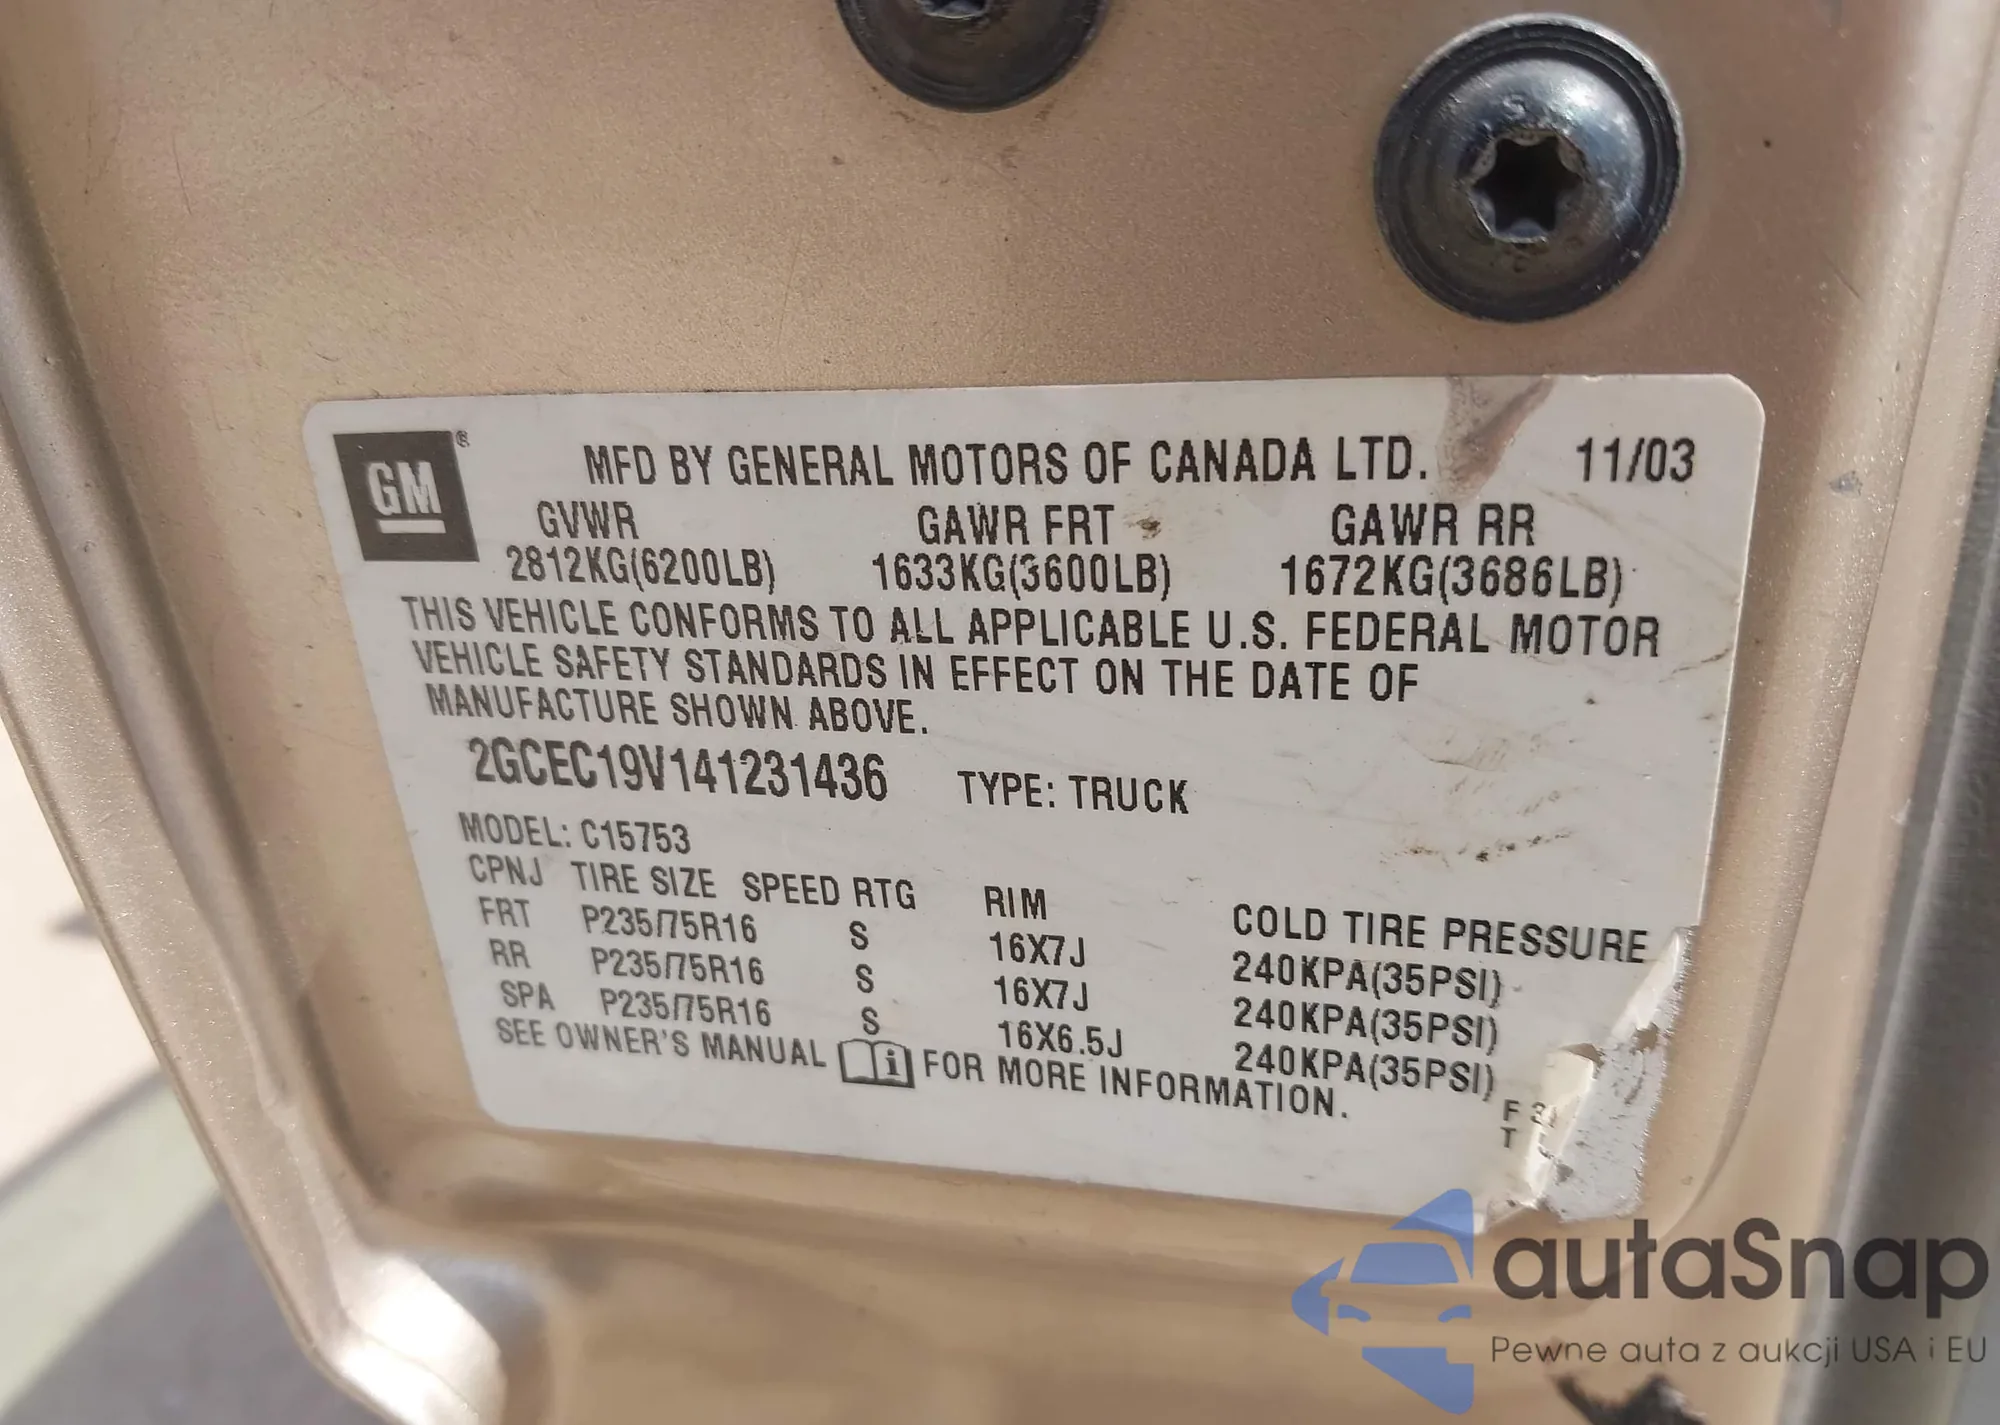 GM ®
MFD BY GENERAL MOTORS OF CANADA LTD. 11/03
GVWR GAWR FRT GAWR RR
2812KG(6200LB) 1633KG(3600LB) 1672KG(3686LB)
THIS VEHICLE CONFORMS TO ALL APPLICABLE U.S. FEDERAL MOTOR
VEHICLE SAFETY STANDARDS IN EFFECT ON THE DATE OF
MANUFACTURE SHOWN ABOVE.
2GCEC19V141231436 TYPE: TRUCK
MODEL: C15753
CPNJ TIRE SIZE SPEED RTG RIM COLD TIRE PRESSURE
FRT P235/75R16 S 16X7J 240KPA(35PSI)
RR P235/75R16 S 16X7J 240KPA(35PSI)
SPA P235/75R16 S 16X6.5J 240KPA(35PSI)
SEE OWNER'S MANUAL i FOR MORE INFORMATION.
F
T
autaSnap
Pewne auta z aukcji USA i EU